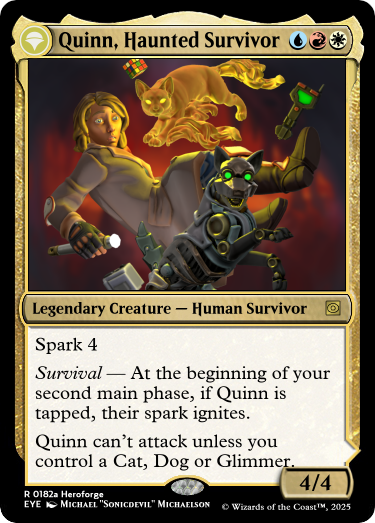 Quinn, Haunted Survivor
Legendary Creature — Human Survivor
Spark 4
Survival — At the beginning of your
second main phase, if Quinn is
tapped, their spark ignites.
Quinn can't attack unless you
control a Cat, Dog or Glimmer.
4/4
R 0182a Heroforge
EYE Michael "Sonicdevil" Michaelson
© Wizards of the Coast™, 2025